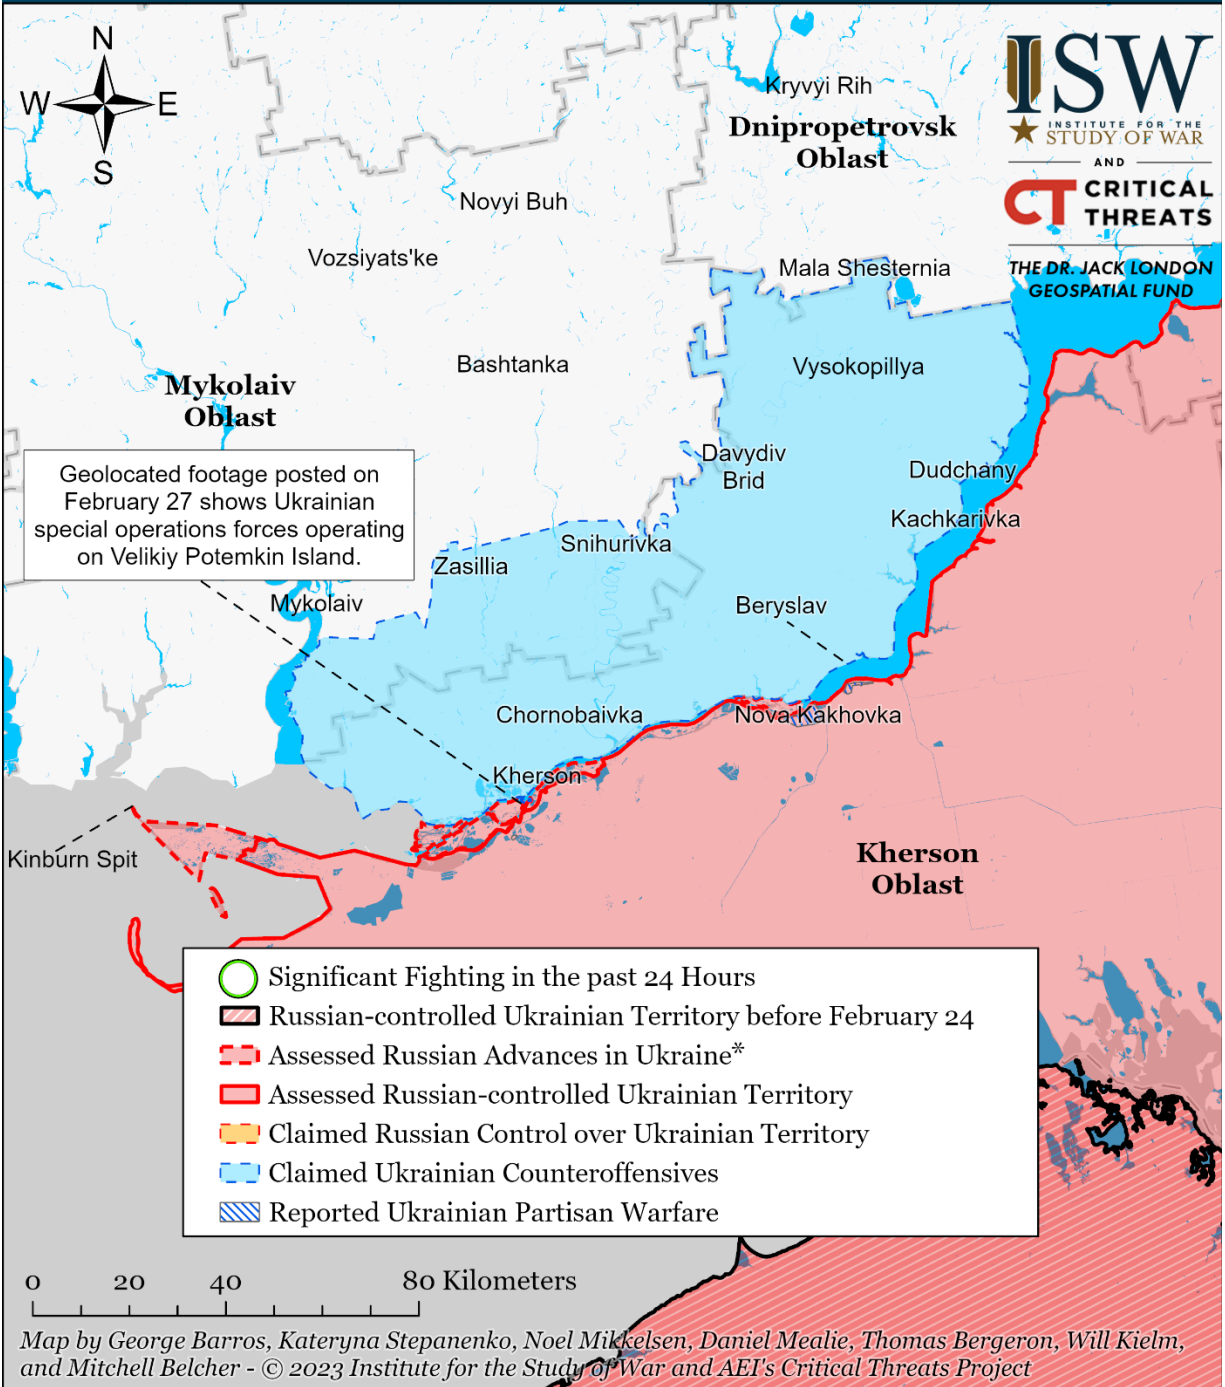 N
W E
S
ISW
INSTITUTE FOR THE
STUDY OF WAR
AND
CT CRITICAL
THREATS
THE DR. JACK LONDON
GEOSPATIAL FUND
Kryvyi Rih
Dnipropetrovsk
Oblast
Novyi Buh
Vozsiyats'ke
Mala Shesternia
Bashtanka
Vysokopillya
Mykolaiv
Oblast
Davydiv
Brid
Dudchany
Geolocated footage posted on
February 27 shows Ukrainian
special operations forces operating
on Velikiy Potemkin Island.
Kachkarivka
Snihurivka
Zasillia
Mykolaiv
Beryslav
Chornobaivka
Nova Kakhovka
Kherson
Kinburn Spit
Kherson
Oblast
Significant Fighting in the past 24 Hours
Russian-controlled Ukrainian Territory before February 24
Assessed Russian Advances in Ukraine*
Assessed Russian-controlled Ukrainian Territory
Claimed Russian Control over Ukrainian Territory
Claimed Ukrainian Counteroffensives
Reported Ukrainian Partisan Warfare
0 20 40 80 Kilometers
Map by George Barros, Kateryna Stepanenko, Noel Mikkelsen, Daniel Mealie, Thomas Bergeron, Will Kielm,
and Mitchell Belcher - © 2023 Institute for the Study of War and AEI's Critical Threats Project